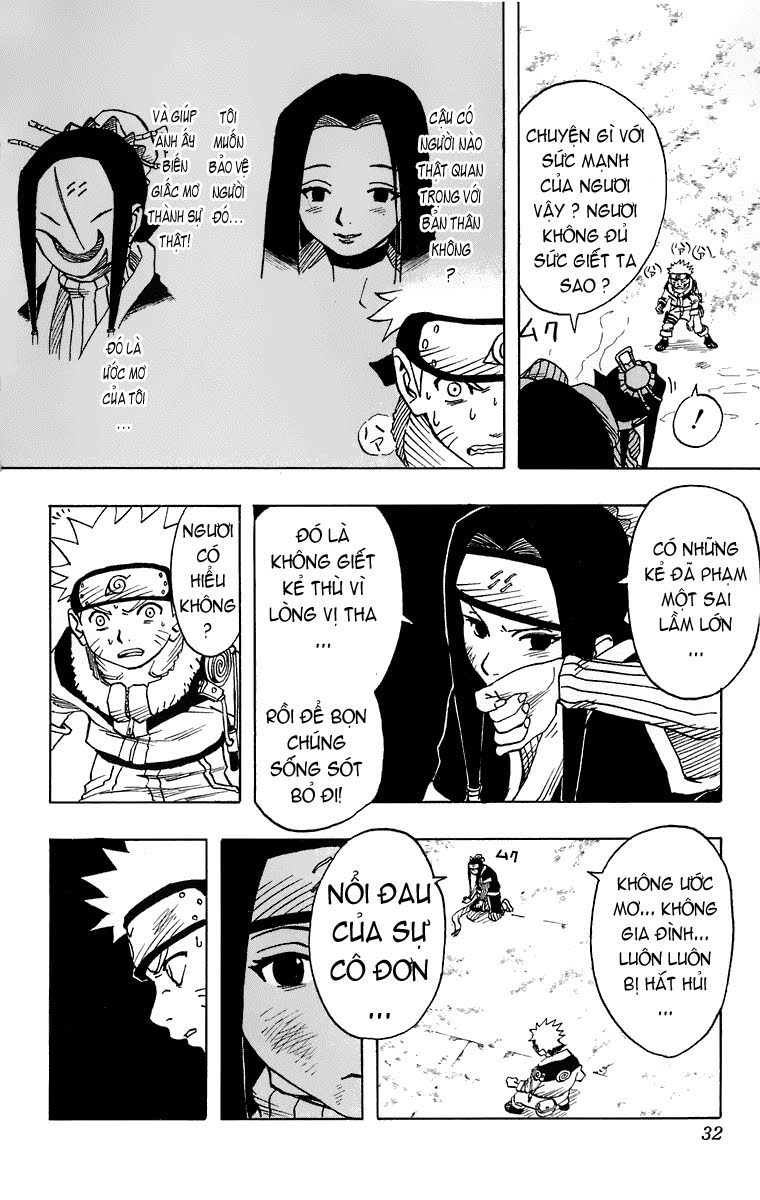 CHUYỆN GÌ VỚI
SỨC MẠNH
CỦA NGƯƠI
VẬY ? NGƯƠI
KHÔNG ĐỦ
SỨC GIẾT TA
SAO ?
!
CẬU CÓ
NGƯỜI NÀO
THẬT QUAN
TRỌNG VỚI
BẢN THÂN
KHÔNG
?
TÔI
MUỐN
BẢO VỆ
NGƯỜI
ĐÓ...
VÀ GIÚP
ANH ẤY
BIẾN
GIẤC MƠ
THÀNH SỰ
THẬT!
ĐÓ LÀ
ƯỚC MƠ
CỦA TÔI
...
CÓ NHỮNG
KẺ ĐÃ PHẠM
MỘT SAI
LẦM LỚN
...
ĐÓ LÀ
KHÔNG GIẾT
KẺ THÙ VÌ
LÒNG VỊ THA
...
RỒI ĐỂ BỌN
CHÚNG
SỐNG SÓT
BỎ ĐI!
NGƯƠI
CÓ
HIỂU
KHÔNG
?
KHÔNG ƯỚC
MƠ... KHÔNG
GIA ĐÌNH...
LUÔN LUÔN
BỊ HẮT HỦI
...
NỔI ĐAU
CỦA SỰ
CÔ ĐƠN
...
32